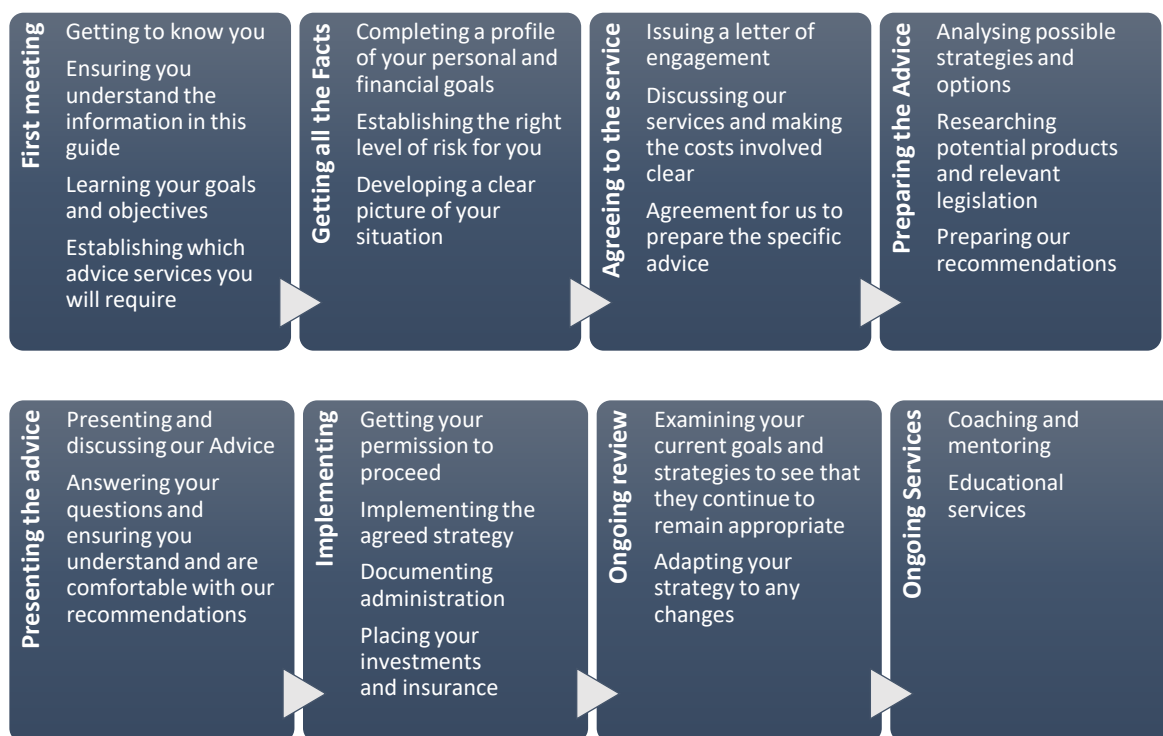 First meeting
Getting to know you
Ensuring you
understand the
information in this
guide
Learning your goals
and objectives
Establishing which
advice services you
will require
Getting all the Facts
Completing a profile
of your personal and
financial goals
Establishing the right
level of risk for you
Developing a clear
picture of your
situation
Agreeing to the service
Issuing a letter of
engagement
Discussing our
services and making
the costs involved
clear
Agreement for us to
prepare the specific
advice
Preparing the Advice
Analysing possible
strategies and
options
Researching
potential products
and relevant
legislation
Preparing our
recommendations
Presenting the advice
Presenting and
discussing our Advice
Answering your
questions and
ensuring you
understand and are
comfortable with our
recommendations
Implementing
Getting your
permission to
proceed
Implementing the
agreed strategy
Documenting
administration
Placing your
investments
and insurance
Ongoing review
Examining your
current goals and
strategies to see that
they continue to
remain appropriate
Adapting your
strategy to any
changes
Ongoing Services
Coaching and
mentoring
Educational
services